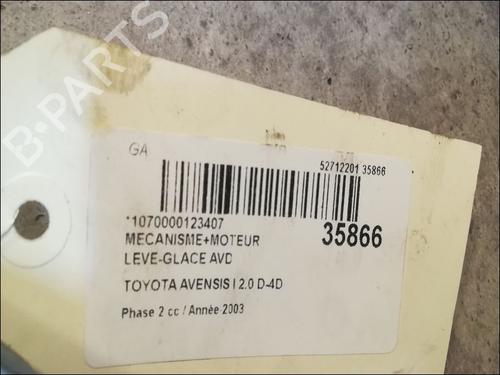 B-PARTS
GA
52712201 35866
*1070000123407
35866
MECANISME+MOTEUR
LEVE-GLACE AVD
TOYOTA AVENSIS I 2.0 D-4D
Phase 2 cc / Année 2003